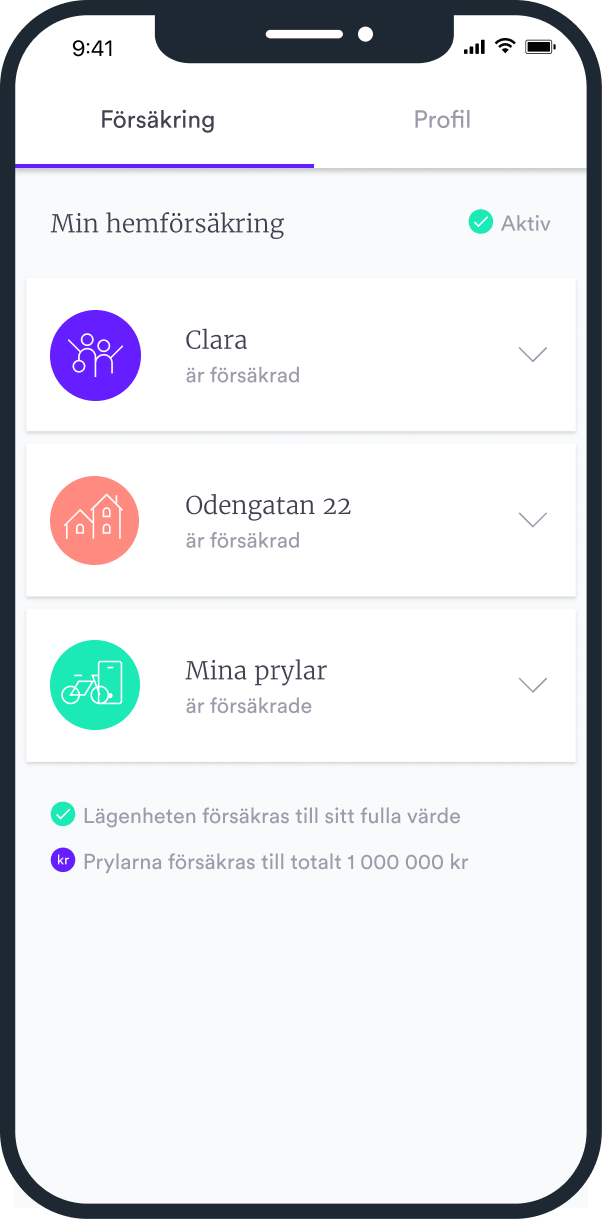 9:41
Försäkring
Profil
Min hemförsäkring
Aktiv
Clara
är försäkrad
Odengatan 22
är försäkrad
Mina prylar
är försäkrade
Lägenheten försäkras till sitt fulla värde
kr Prylarna försäkras till totalt 1 000 000 kr